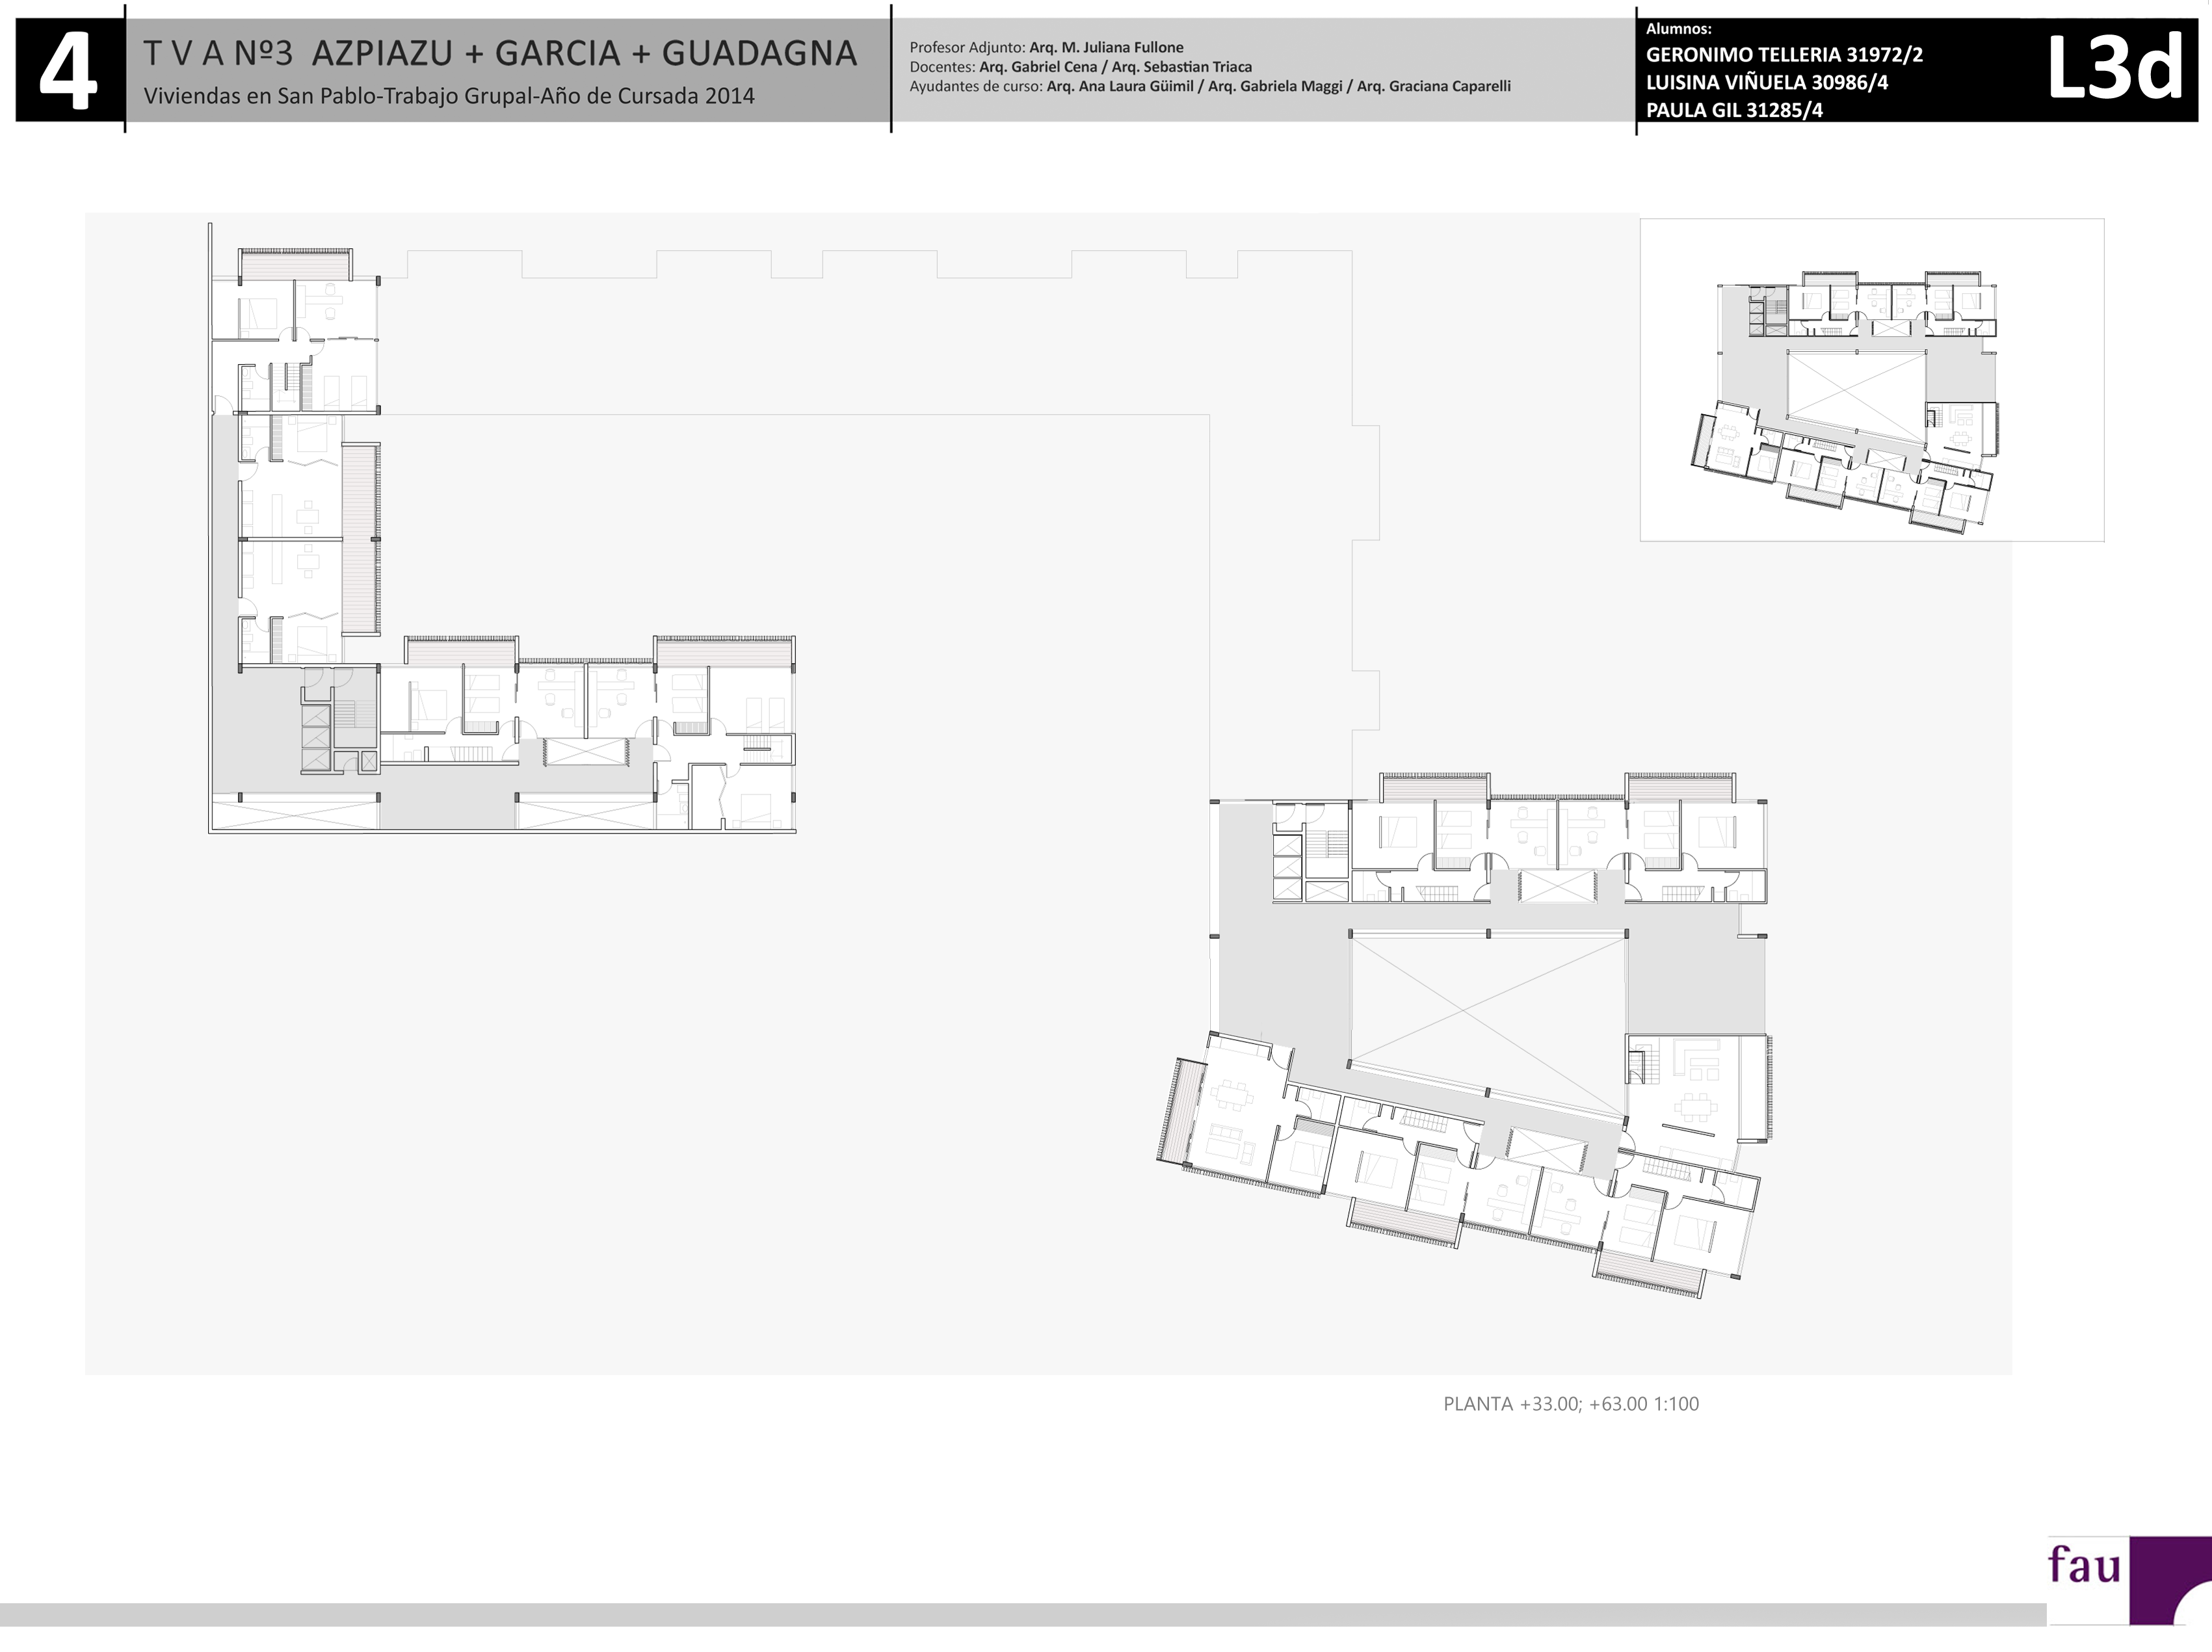 4
T V A Nº3 AZPIAZU + GARCIA + GUADAGNA
Viviendas en San Pablo-Trabajo Grupal-Año de Cursada 2014
Profesor Adjunto: Arq. M. Juliana Fullone
Docentes: Arq. Gabriel Cena / Arq. Sebastian Triaca
Ayudantes de curso: Arq. Ana Laura Güimil / Arq. Gabriela Maggi / Arq. Graciana Caparelli
Alumnos:
GERONIMO TELLERIA 31972/2
LUISINA VIÑUELA 30986/4
PAULA GIL 31285/4
L3d
PLANTA +33.00; +63.00 1:100
fau